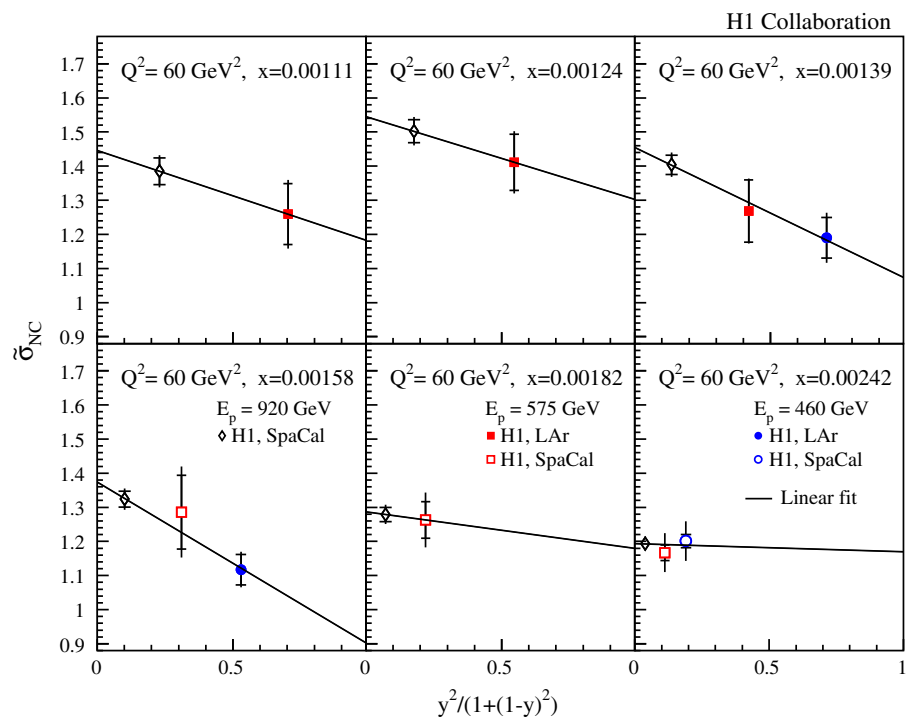 H1 Collaboration
Q²= 60 GeV², x=0.00111
Q²= 60 GeV², x=0.00124
Q²= 60 GeV², x=0.00139
1.7
1.6
1.5
1.4
1.3
1.2
1.1
1
0.9
σ̃_NC
Q²= 60 GeV², x=0.00158
E_p = 920 GeV
H1, SpaCal
Q²= 60 GeV², x=0.00182
E_p = 575 GeV
H1, LAr
H1, SpaCal
Q²= 60 GeV², x=0.00242
E_p = 460 GeV
H1, LAr
H1, SpaCal
Linear fit
1.7
1.6
1.5
1.4
1.3
1.2
1.1
1
0.9
0 0.5 0 0.5 0 0.5 1
y²/(1+(1-y)²)